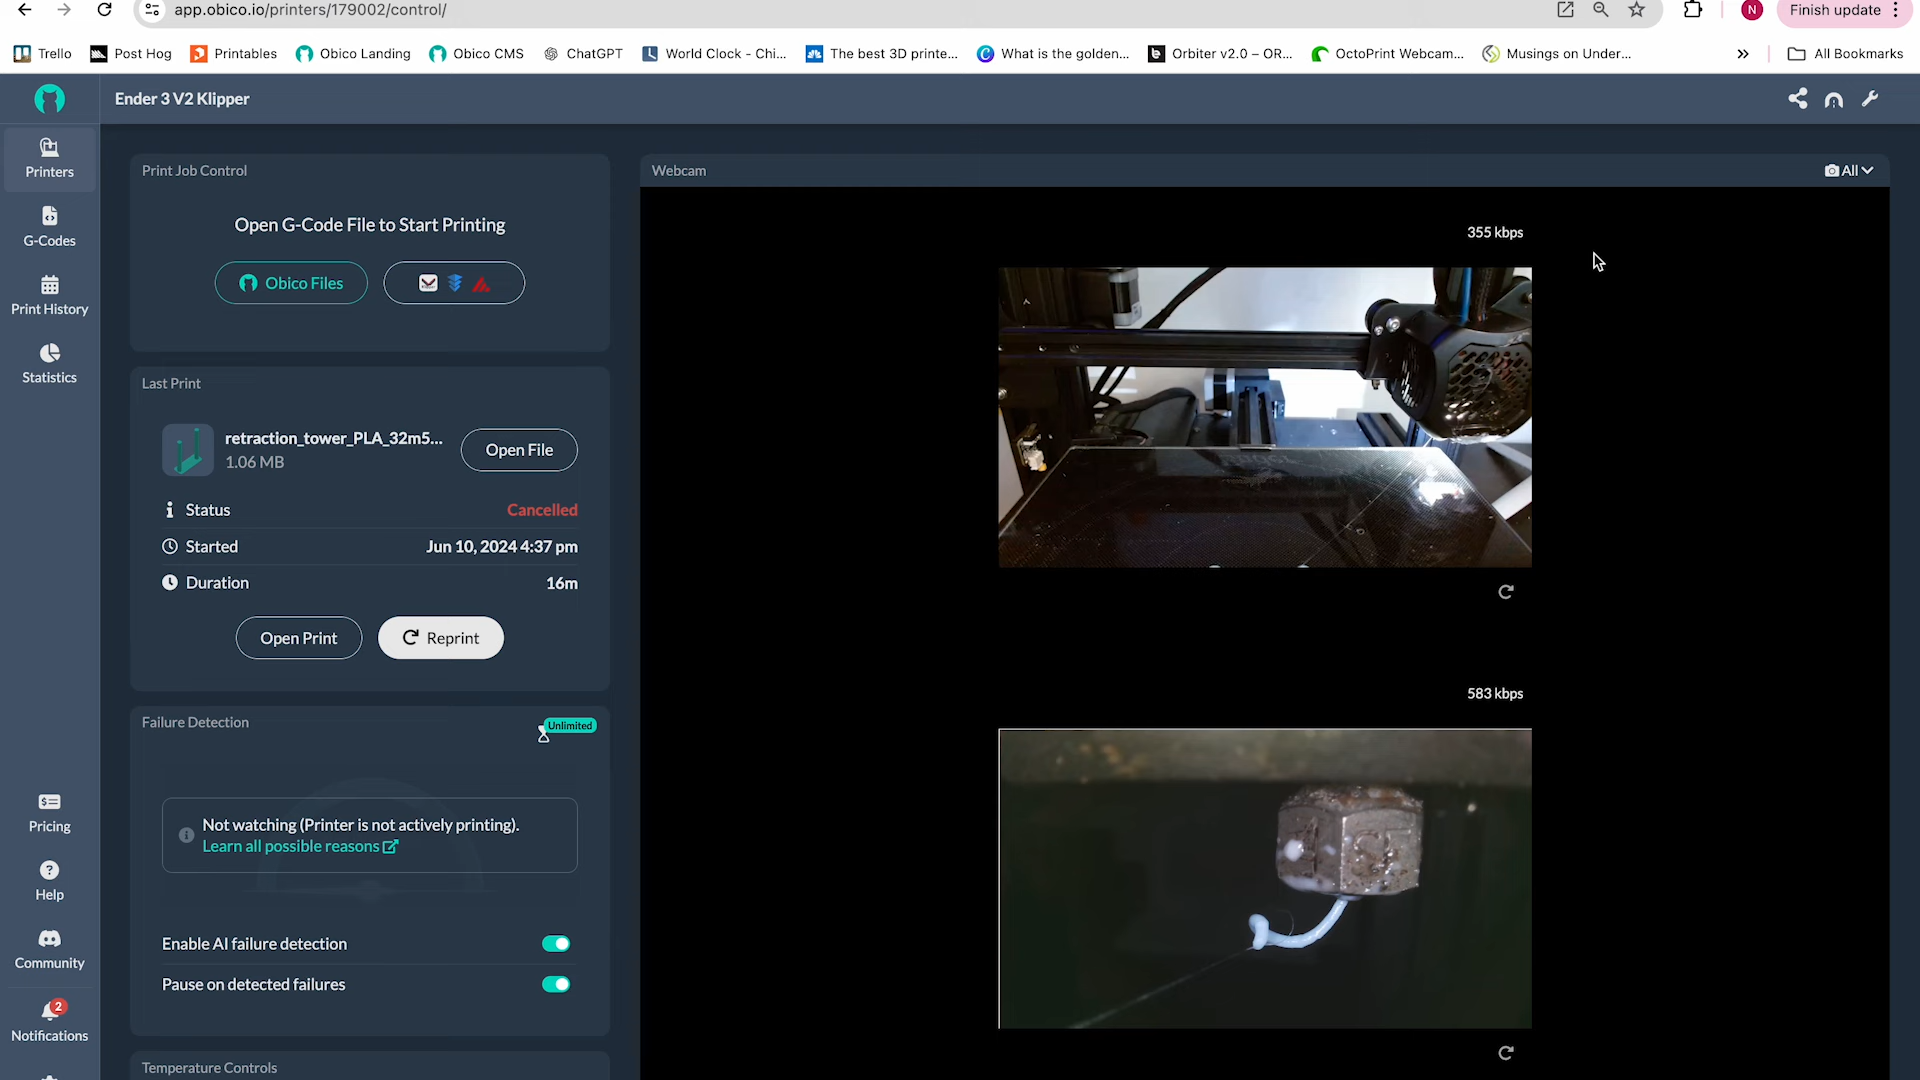 app.obico.io/printers/179002/control/
N
Finish update
Trello
Post Hog
Printables
Obico Landing
Obico CMS
ChatGPT
World Clock - Chi...
The best 3D printe...
What is the golden...
Orbiter v2.0 – OR...
OctoPrint Webcam...
Musings on Under...
All Bookmarks
Ender 3 V2 Klipper
Printers
G-Codes
Print History
Statistics
Pricing
Help
Community
2
Notifications
Print Job Control
Open G-Code File to Start Printing
Obico Files
Last Print
retraction_tower_PLA_32m5...
1.06 MB
Open File
Status
Cancelled
Started
Jun 10, 2024 4:37 pm
Duration
16m
Open Print
Reprint
Failure Detection
Unlimited
Not watching (Printer is not actively printing).
Learn all possible reasons
Enable AI failure detection
Pause on detected failures
Temperature Controls
Webcam
All
355 kbps
583 kbps